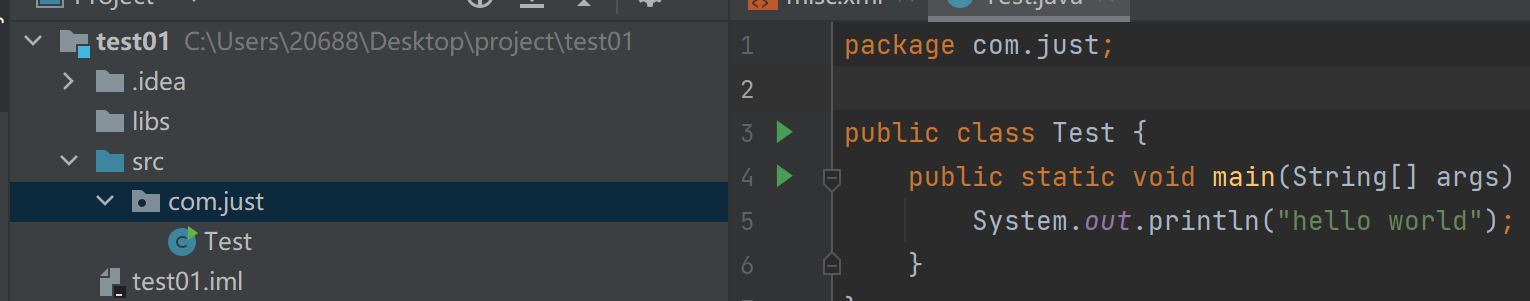 Project
test01 C:\Users\20688\Desktop\project\test01
.idea
libs
src
com.just
Test
test01.iml
misc.xml
Test.java
1 package com.just;
2
3 public class Test {
4 public static void main(String[] args)
5 System.out.println("hello world");
6 }